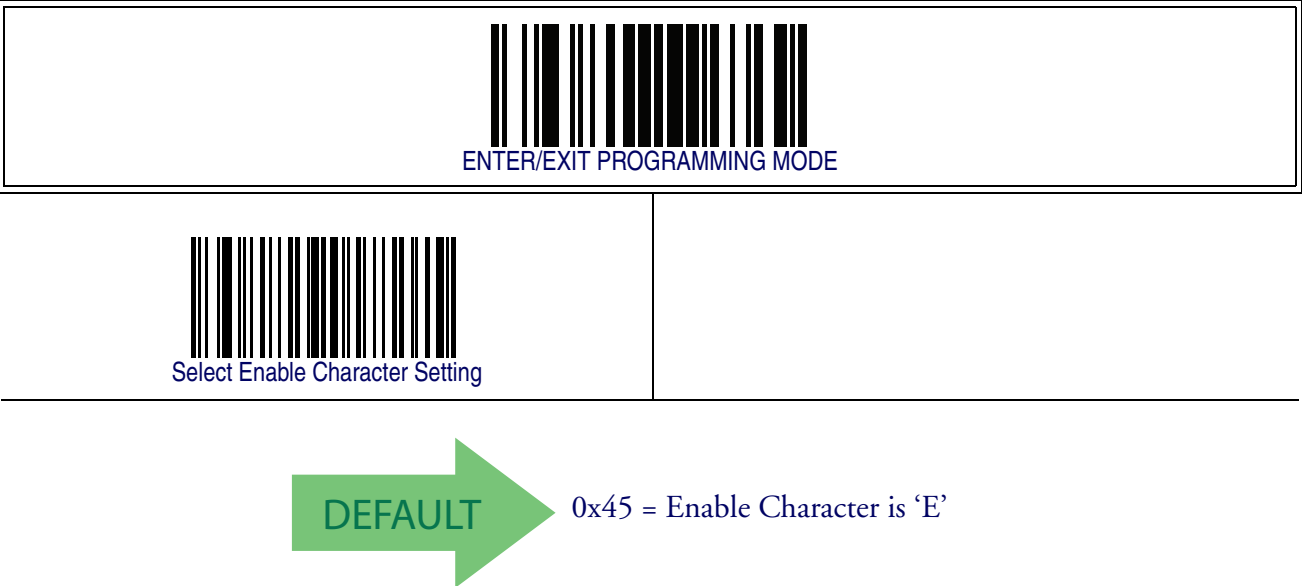 ENTER/EXIT PROGRAMMING MODE
Select Enable Character Setting
DEFAULT
0x45 = Enable Character is ‘E’